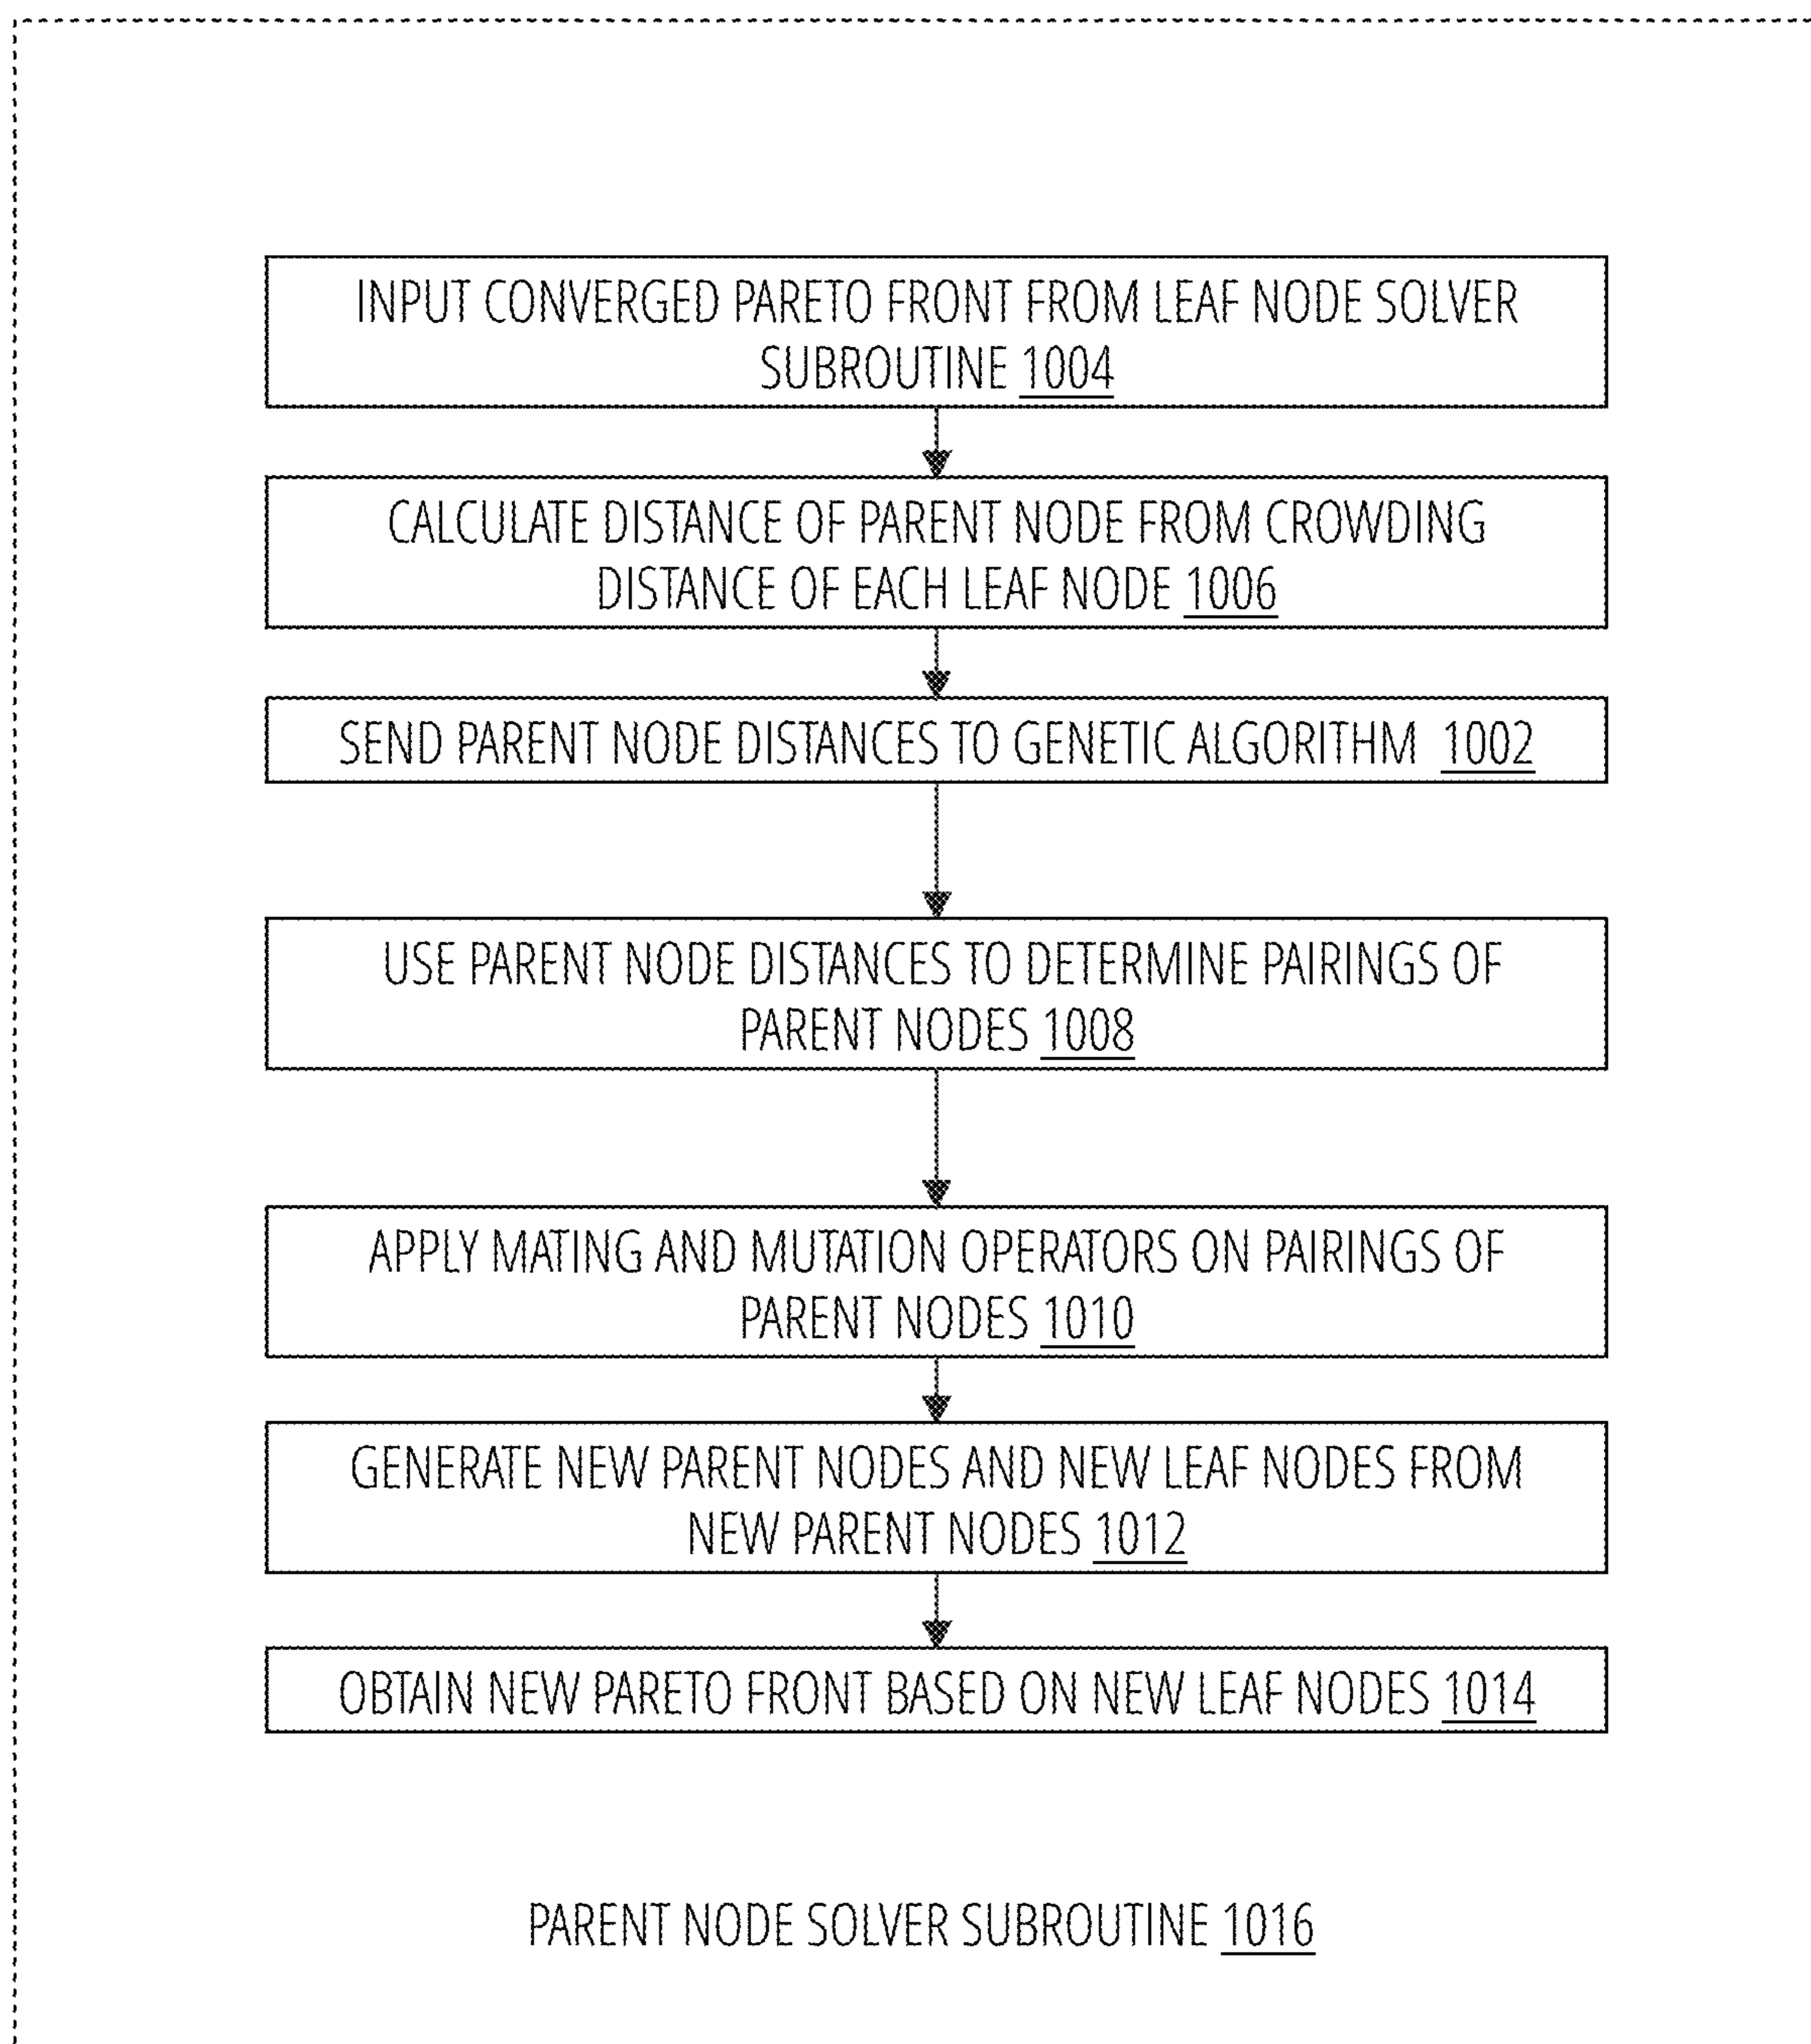 INPUT CONVERGED PARETO FRONT FROM LEAF NODE SOLVER
SUBROUTINE 1004
CALCULATE DISTANCE OF PARENT NODE FROM CROWDING
DISTANCE OF EACH LEAF NODE 1006
SEND PARENT NODE DISTANCES TO GENETIC ALGORITHM 1002
USE PARENT NODE DISTANCES TO DETERMINE PAIRINGS OF
PARENT NODES 1008
APPLY MATING AND MUTATION OPERATORS ON PAIRINGS OF
PARENT NODES 1010
GENERATE NEW PARENT NODES AND NEW LEAF NODES FROM
NEW PARENT NODES 1012
OBTAIN NEW PARETO FRONT BASED ON NEW LEAF NODES 1014
PARENT NODE SOLVER SUBROUTINE 1016